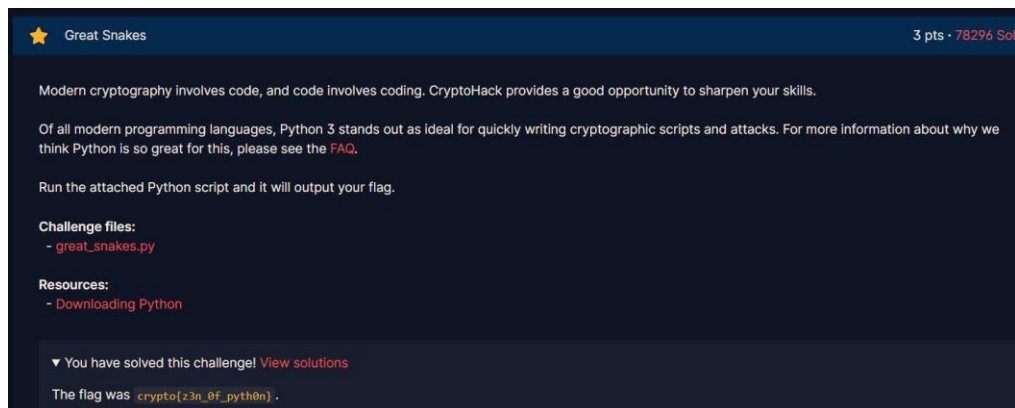 Great Snakes
3 pts · 78296 Sol
Modern cryptography involves code, and code involves coding. CryptoHack provides a good opportunity to sharpen your skills.
Of all modern programming languages, Python 3 stands out as ideal for quickly writing cryptographic scripts and attacks. For more information about why we
think Python is so great for this, please see the FAQ.
Run the attached Python script and it will output your flag.
Challenge files:
- great_snakes.py
Resources:
- Downloading Python
▼ You have solved this challenge! View solutions
The flag was crypto{z3n_0f_pyth0n}.